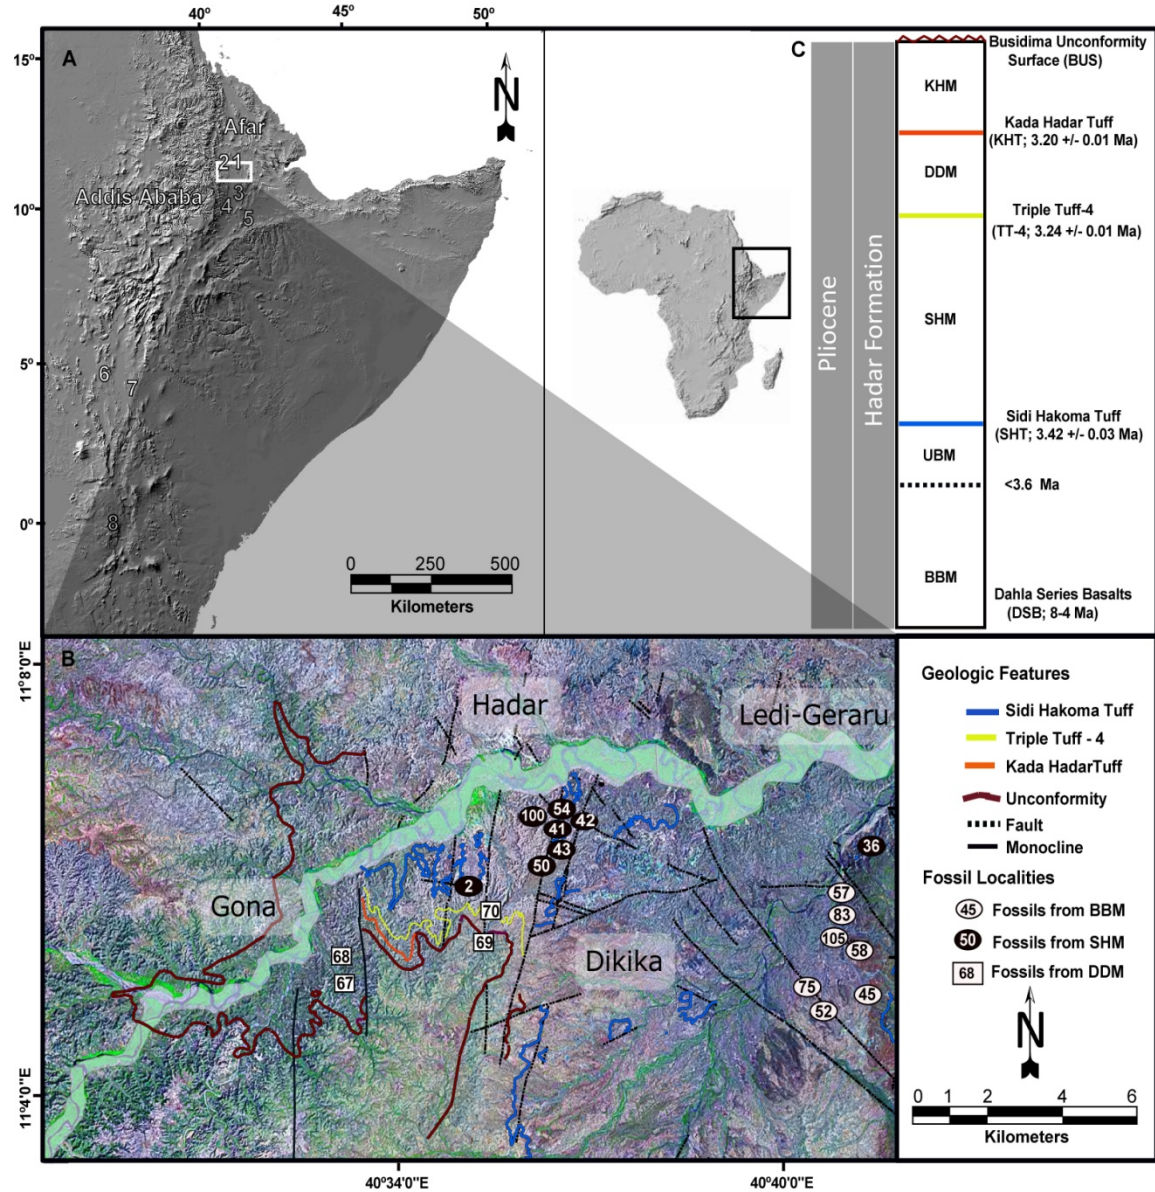 40° 45° 50°
15°
10°
5°
0°
A
N
Afar
21
Addis Ababa
3
4
5
6
7
8
0 250 500
Kilometers
C
Pliocene
Hadar Formation
KHM
DDM
SHM
UBM
BBM
Busidima Unconformity
Surface (BUS)
Kada Hadar Tuff
(KHT; 3.20 +/- 0.01 Ma)
Triple Tuff-4
(TT-4; 3.24 +/- 0.01 Ma)
Sidi Hakoma Tuff
(SHT; 3.42 +/- 0.03 Ma)
<3.6 Ma
Dahla Series Basalts
(DSB; 8-4 Ma)
B
11°8'0"E
11°4'0"E
Hadar
Ledi-Geraru
Gona
Dikika
54
100
42
41
43
50
2
36
57
83
105
58
75
45
52
70
69
68
67
40°34'0"E 40°40'0"E
Geologic Features
Sidi Hakoma Tuff
Triple Tuff - 4
Kada HadarTuff
Unconformity
Fault
Monocline
Fossil Localities
45 Fossils from BBM
50 Fossils from SHM
68 Fossils from DDM
N
0 1 2 4 6
Kilometers